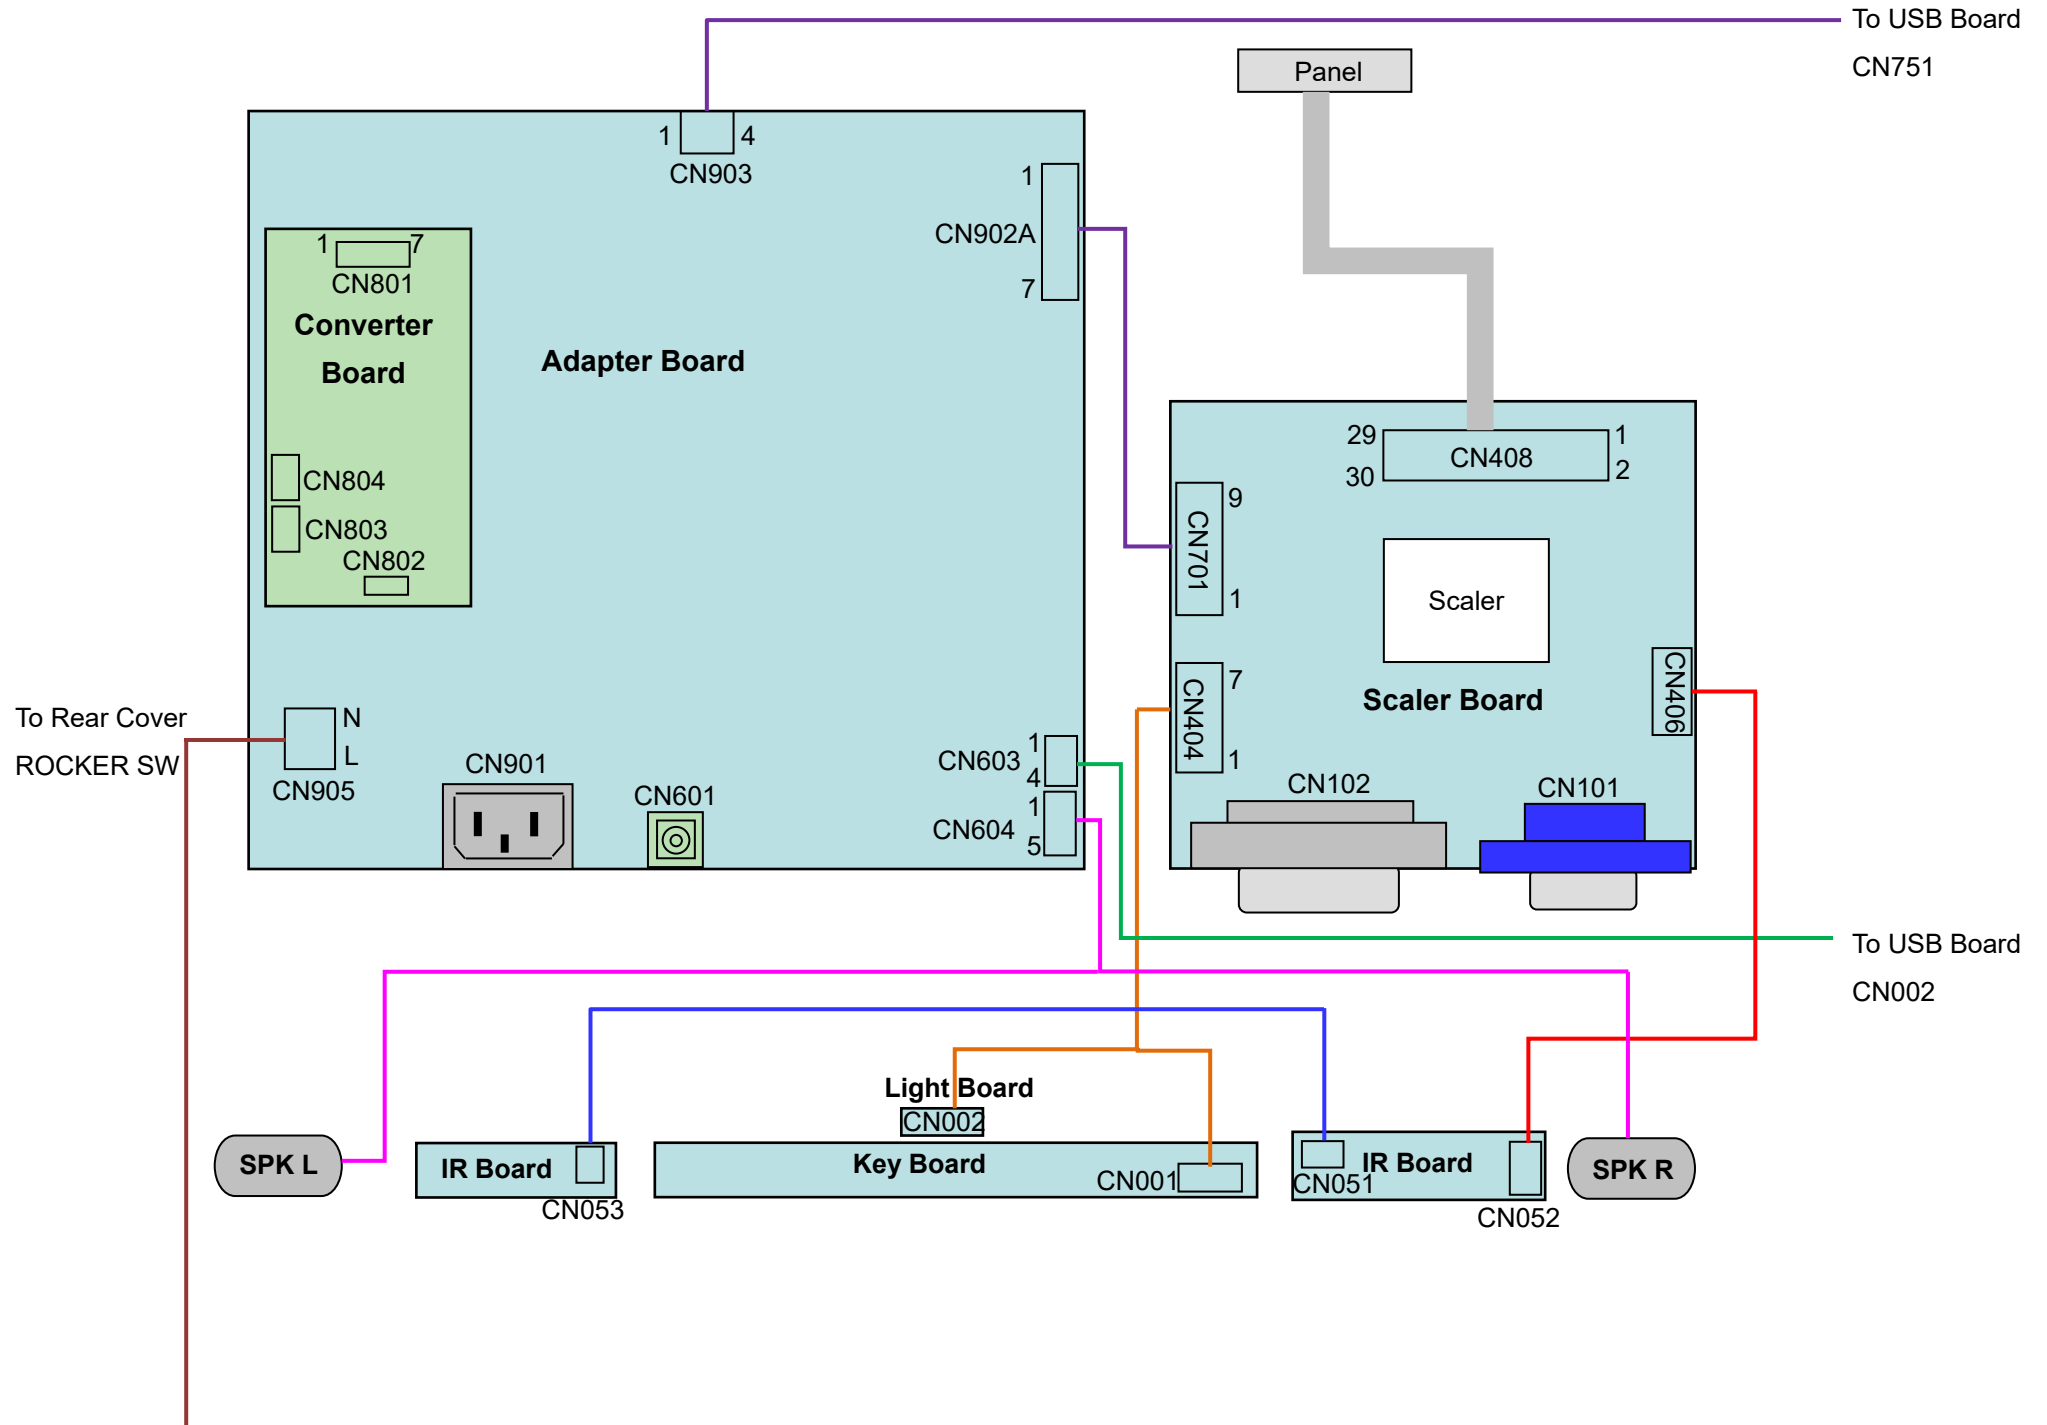 To USB Board
CN751
Panel
1
4
CN903
1
CN902A
7
1
7
CN801
Converter
Board
Adapter Board
29
1
CN408
30
2
CN804
CN803
CN802
9
CN701
1
Scaler
Scaler Board
7
CN404
1
CN406
To Rear Cover
ROCKER SW
N
L
CN905
CN901
CN601
1
CN603
4
1
CN604
5
CN102
CN101
To USB Board
CN002
Light Board
CN002
SPK L
IR Board
CN053
Key Board
CN001
IR Board
CN051
CN052
SPK R